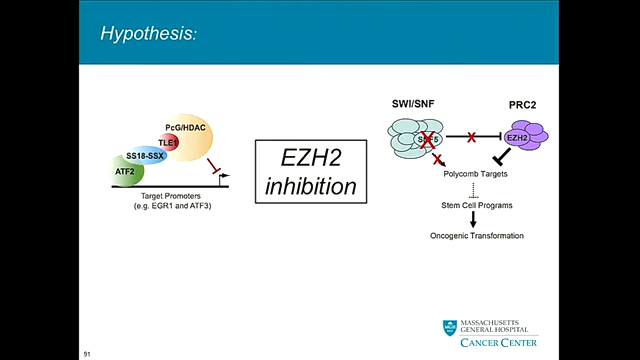 Hypothesis:
PcG/HDAC
TLE1
SS18-SSX
ATF2
Target Promoters
(e.g. EGR1 and ATF3)
EZH2
inhibition
SWI/SNF
PRC2
SNF5
EZH2
Polycomb Targets
Stem Cell Programs
Oncogenic Transformation
MASSACHUSETTS
GENERAL HOSPITAL
CANCER CENTER
91